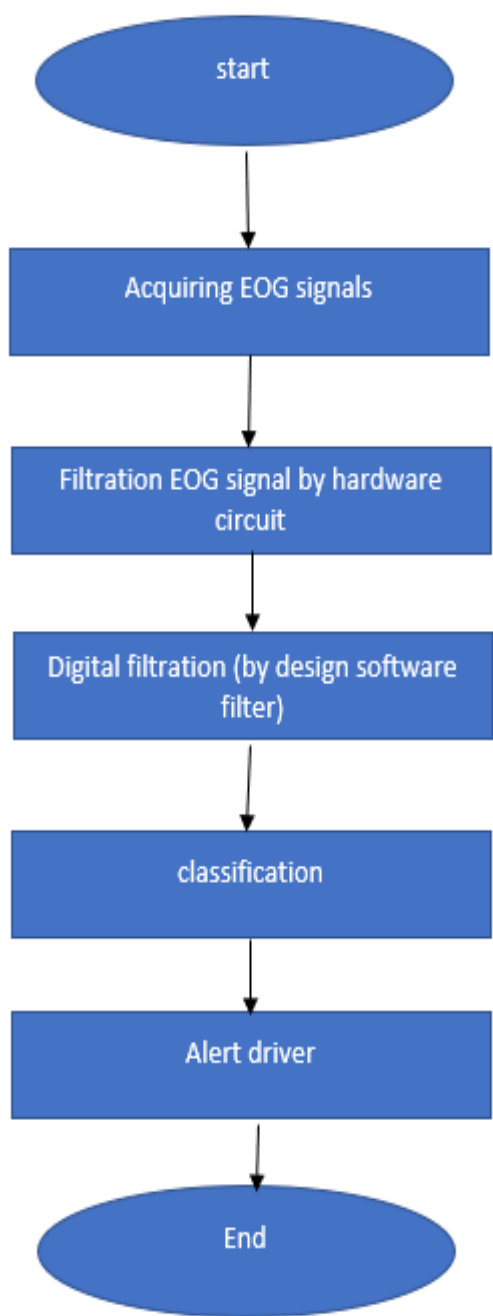 start
Acquiring EOG signals
Filtration EOG signal by hardware
circuit
Digital filtration (by design software
filter)
classification
Alert driver
End